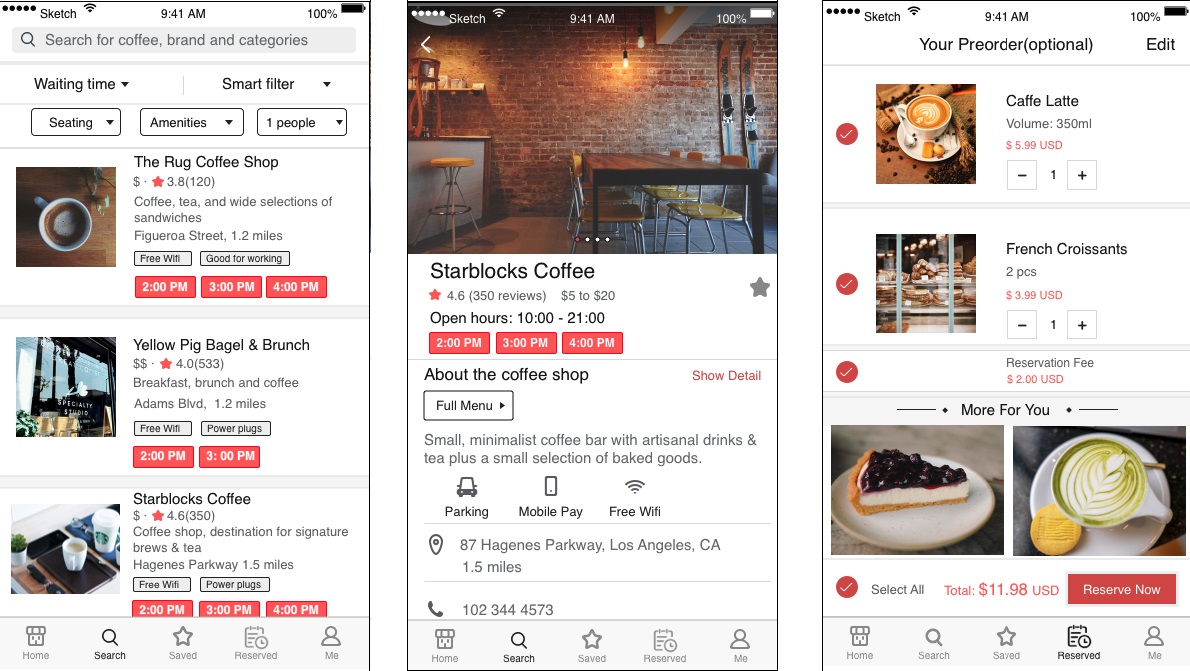 Sketch 9:41 AM 100%
Search for coffee, brand and categories
Waiting time Smart filter
Seating Amenities 1 people
The Rug Coffee Shop
$ · 3.8(120)
Coffee, tea, and wide selections of
sandwiches
Figueroa Street, 1.2 miles
Free Wifi Good for working
2:00 PM 3:00 PM 4:00 PM
SPECIALTY
STUDIO
Yellow Pig Bagel & Brunch
$$ · 4.0(533)
Breakfast, brunch and coffee
Adams Blvd, 1.2 miles
Free Wifi Power plugs
2:00 PM 3: 00 PM
Starblocks Coffee
$ · 4.6(350)
Coffee shop, destination for signature
brews & tea
Hagenes Parkway 1.5 miles
Free Wifi Power plugs
2:00 PM 3:00 PM 4:00 PM
Home Search Saved Reserved Me
Sketch 9:41 AM 100%
Starblocks Coffee
4.6 (350 reviews) $5 to $20
Open hours: 10:00 - 21:00
2:00 PM 3:00 PM 4:00 PM
About the coffee shop Show Detail
Full Menu
Small, minimalist coffee bar with artisanal drinks &
tea plus a small selection of baked goods.
Parking Mobile Pay Free Wifi
87 Hagenes Parkway, Los Angeles, CA
1.5 miles
102 344 4573
Home Search Saved Reserved Me
Sketch 9:41 AM 100%
Your Preorder(optional) Edit
Caffe Latte
Volume: 350ml
$ 5.99 USD
− 1 +
French Croissants
2 pcs
$ 3.99 USD
− 1 +
Reservation Fee
$ 2.00 USD
More For You
Select All Total: $11.98 USD Reserve Now
Home Search Saved Reserved Me